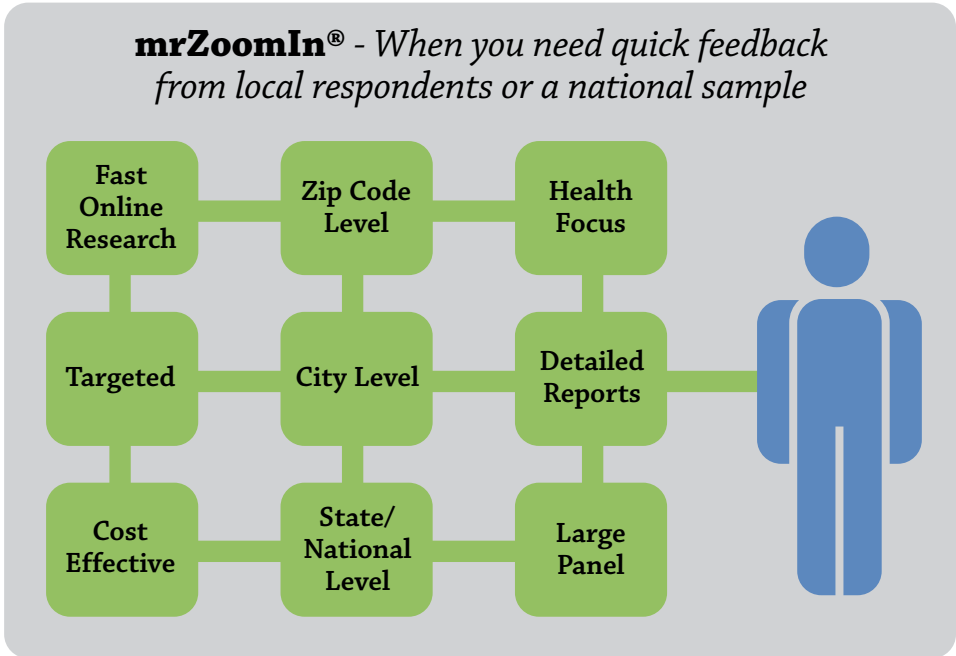 mrZoomIn® - When you need quick feedback
from local respondents or a national sample
Fast
Online
Research
Zip Code
Level
Health
Focus
Targeted
City Level
Detailed
Reports
Cost
Effective
State/
National
Level
Large
Panel